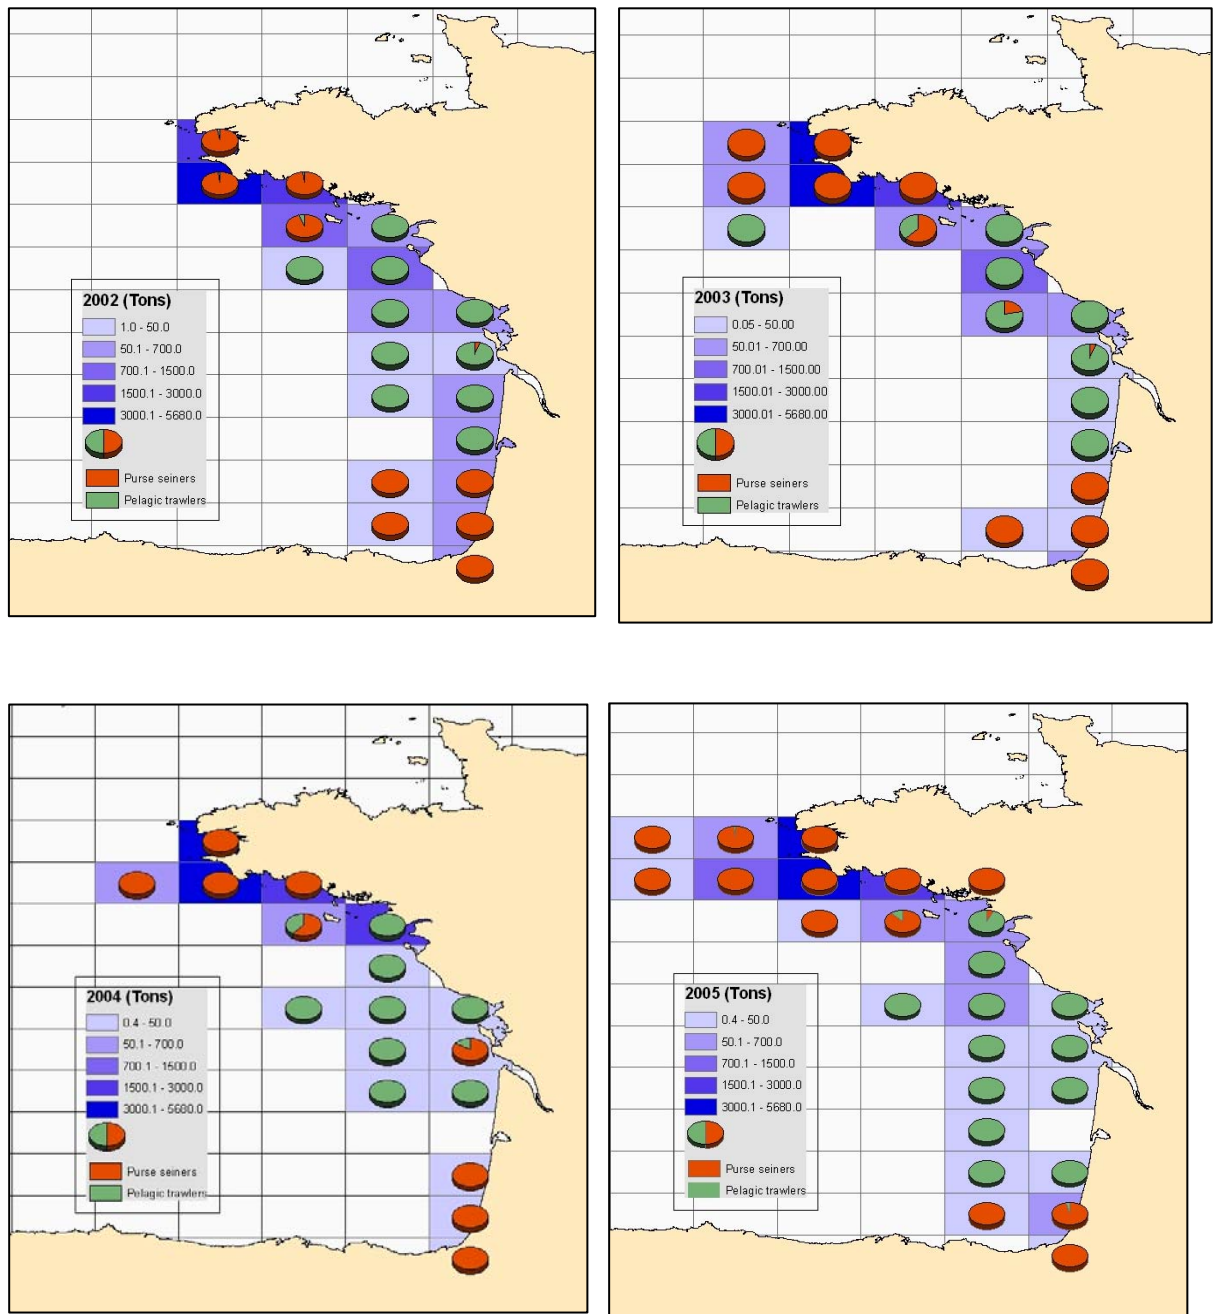 2002 (Tons)
1.0 - 50.0
50.1 - 700.0
700.1 - 1500.0
1500.1 - 3000.0
3000.1 - 5680.0
Purse seiners
Pelagic trawlers
2003 (Tons)
0.05 - 50.00
50.01 - 700.00
700.01 - 1500.00
1500.01 - 3000.00
3000.01 - 5680.00
Purse seiners
Pelagic trawlers
2004 (Tons)
0.4 - 50.0
50.1 - 700.0
700.1 - 1500.0
1500.1 - 3000.0
3000.1 - 5680.0
Purse seiners
Pelagic trawlers
2005 (Tons)
0.4 - 50.0
50.1 - 700.0
700.1 - 1500.0
1500.1 - 3000.0
3000.1 - 5680.0
Purse seiners
Pelagic trawlers